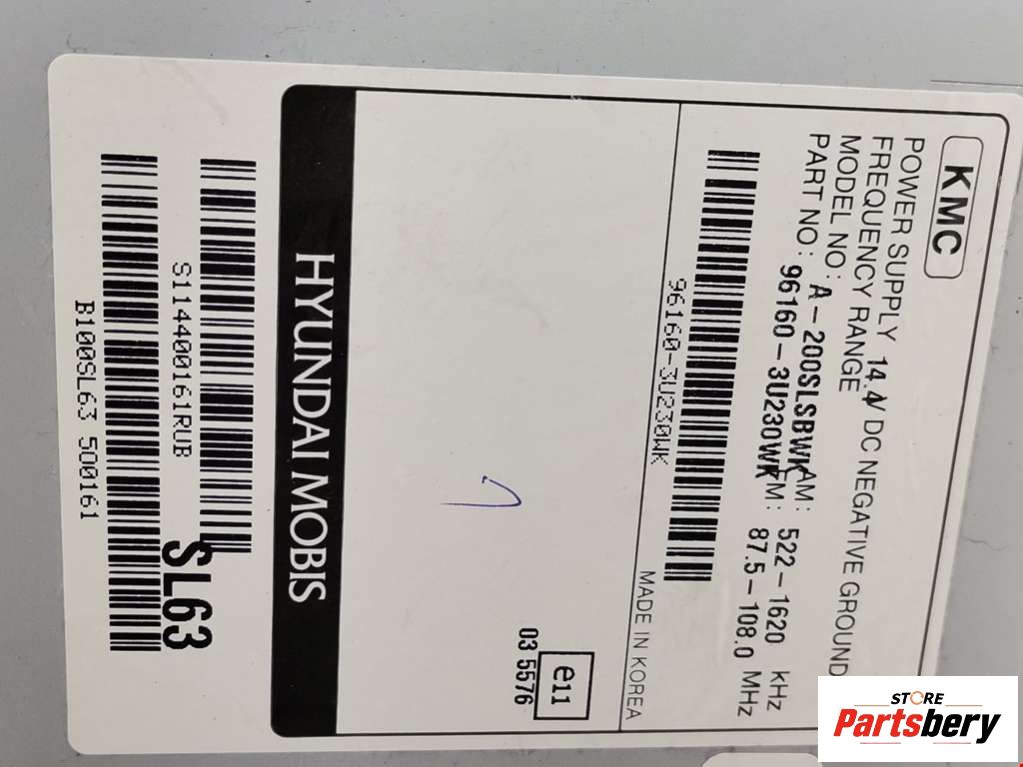 KMC
POWER SUPPLY 14.4V DC NEGATIVE GROUND
FREQUENCY RANGE AM: 522-1620 kHz
FM: 87.5-108.0 MHz
MODEL NO: A-200SLSBWK
PART NO: 96160-3U230WK
96160-3U230WK
MADE IN KOREA
e11
03 5576
HYUNDAI MOBIS
S114400161RUB
SL63
B100SL63 500161
STORE
Partsbery